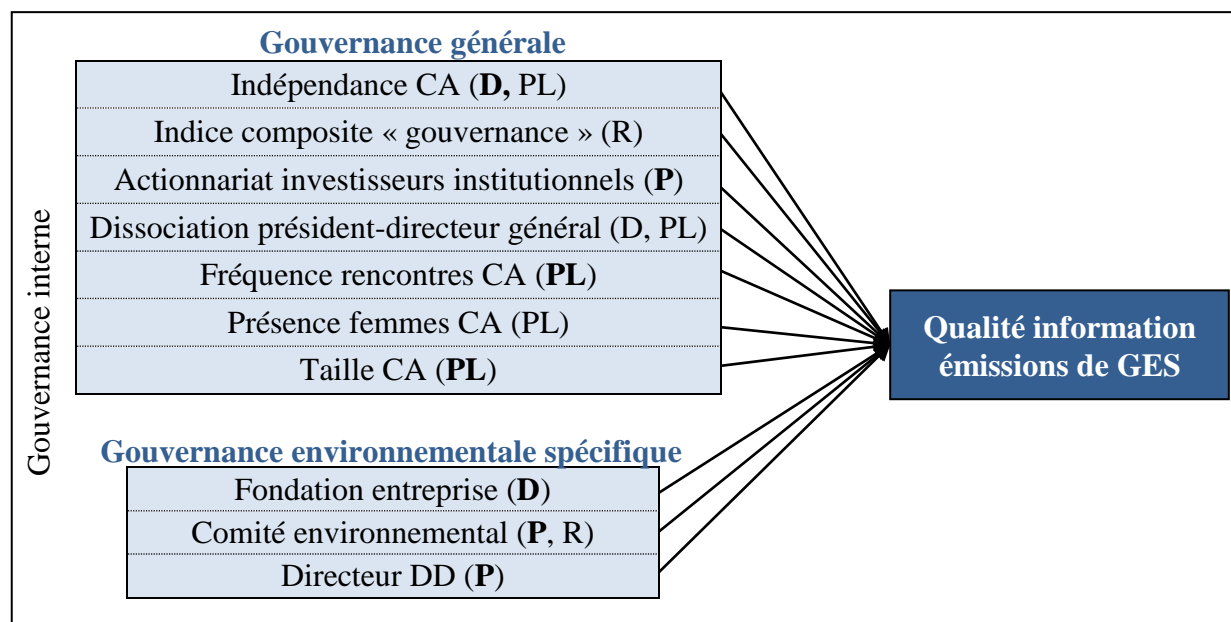 Gouvernance interne
Gouvernance générale
Indépendance CA (D, PL)
Indice composite « gouvernance » (R)
Actionnariat investisseurs institutionnels (P)
Dissociation président-directeur général (D, PL)
Fréquence rencontres CA (PL)
Présence femmes CA (PL)
Taille CA (PL)
Gouvernance environnementale spécifique
Fondation entreprise (D)
Comité environnemental (P, R)
Directeur DD (P)
Qualité information
émissions de GES